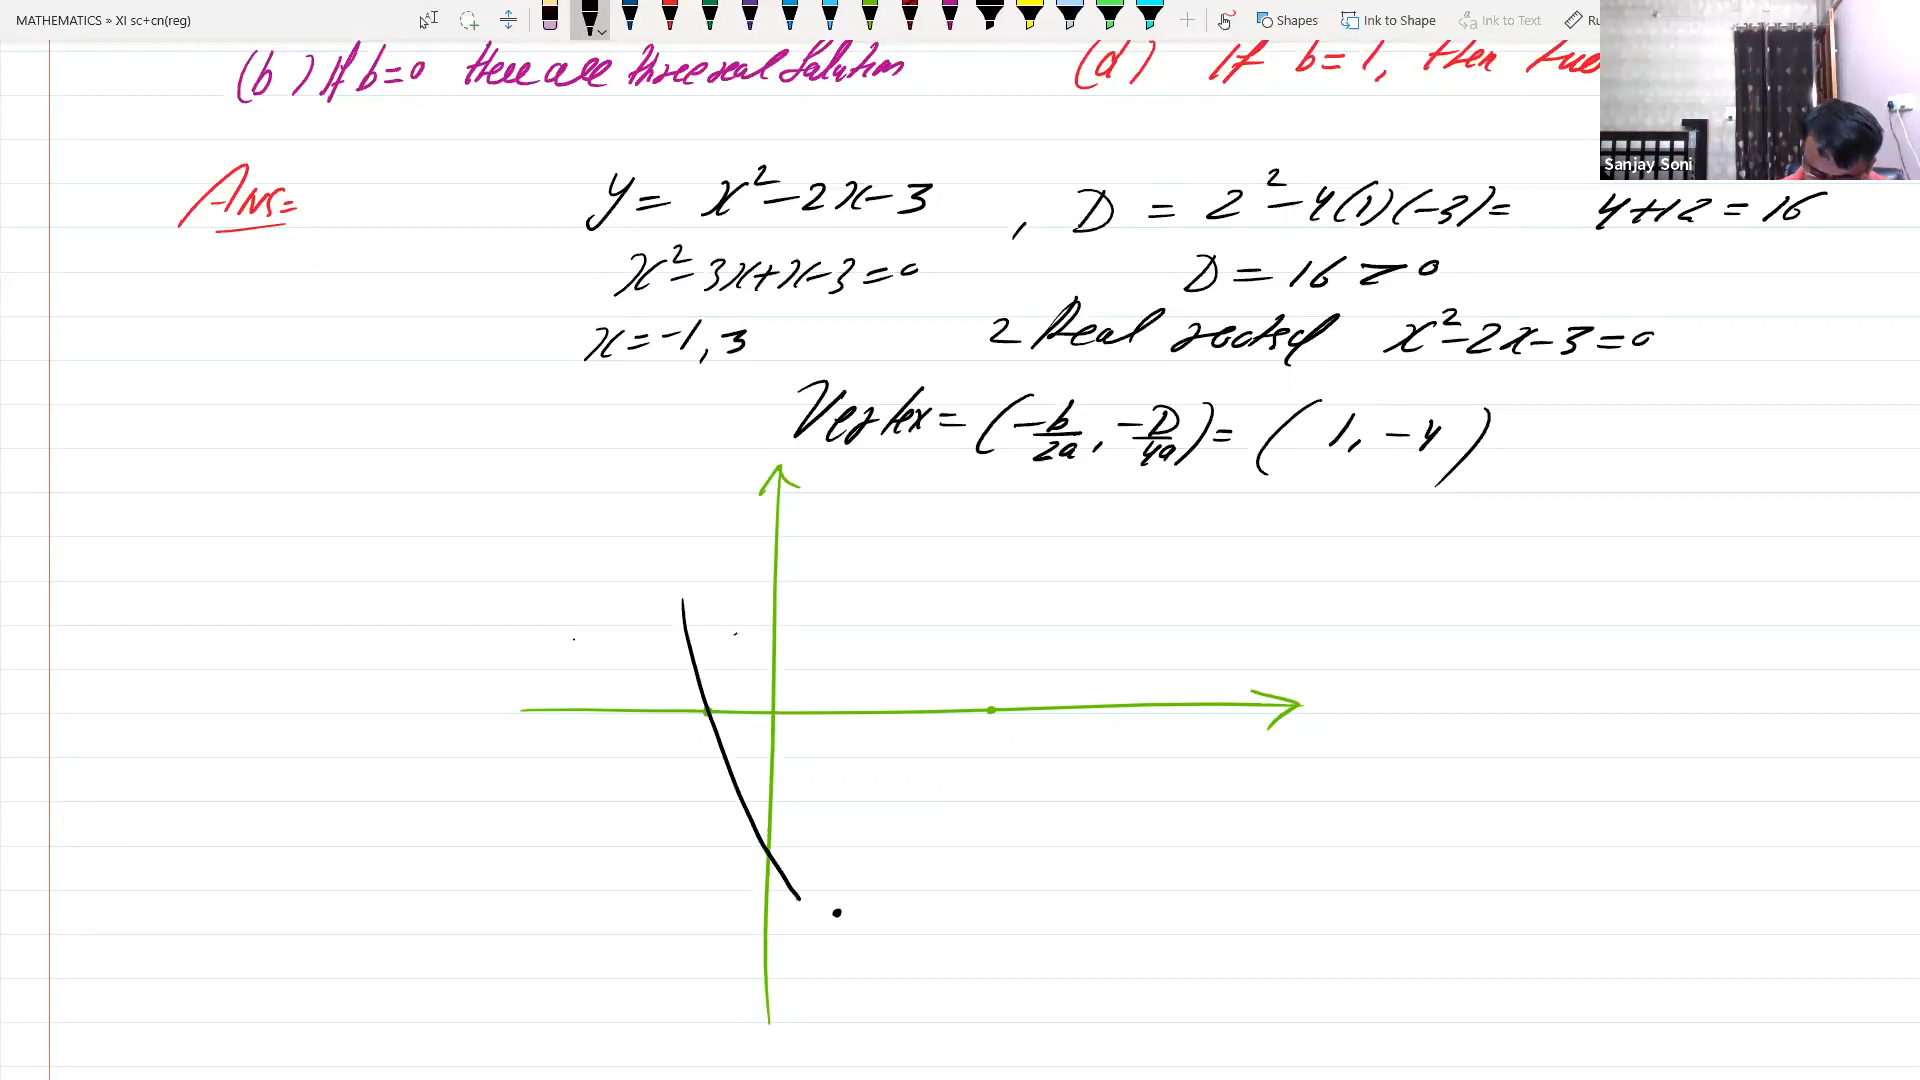 MATHEMATICS » XI sc+cn(reg)
Shapes Ink to Shape Ink to Text Ru
(b) If b=0 there are three real solution
(d) If b=1, then
Sanjay Soni
Ans=
y = x²-2x-3 , D = 2²-4(1)(-3)= 4+12=16
x²-3x+x-3=0 D=16>0
x=-1,3 2 Real roots of x²-2x-3=0
Vertex=(-b/2a, -D/4a)=(1,-4)